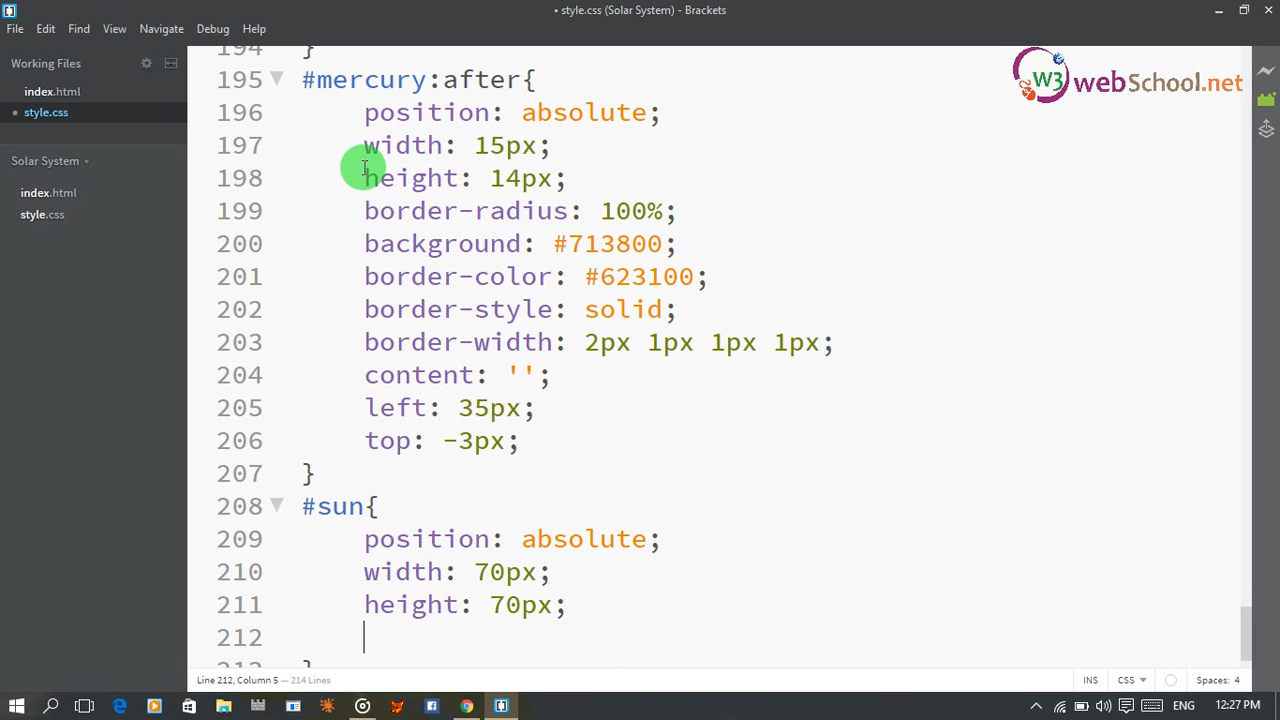 • style.css (Solar System) - Brackets
File Edit Find View Navigate Debug Help
Working Files
index.html
• style.css
Solar System
index.html
style.css
W3 webSchool.net
194 }
195 #mercury:after{
196 position: absolute;
197 width: 15px;
198 height: 14px;
199 border-radius: 100%;
200 background: #713800;
201 border-color: #623100;
202 border-style: solid;
203 border-width: 2px 1px 1px 1px;
204 content: '';
205 left: 35px;
206 top: -3px;
207 }
208 #sun{
209 position: absolute;
210 width: 70px;
211 height: 70px;
212
213 }
Line 212, Column 5 — 214 Lines
INS CSS Spaces: 4
ENG 12:27 PM